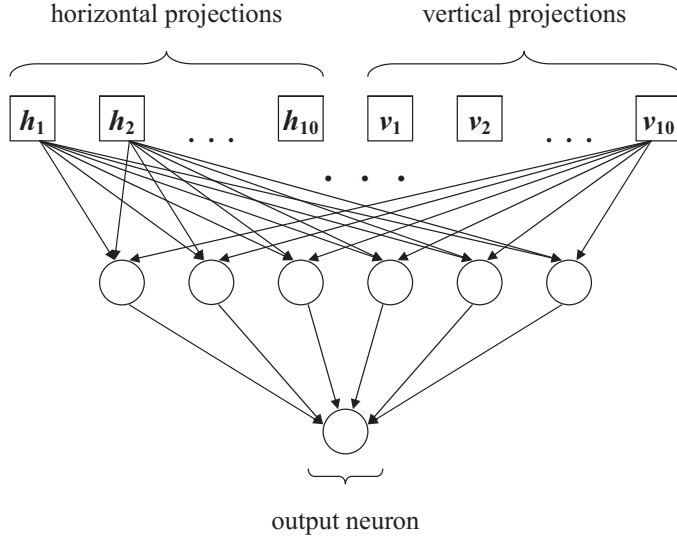 horizontal projections vertical projections
h1 h2 . . . h10 v1 v2 . . . v10
. . .
output neuron